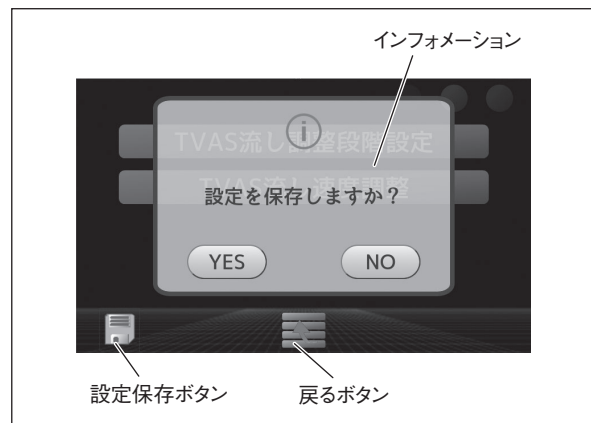 インフォメーション
TVAS流し調整段階設定
TVAS流し速度調整
設定を保存しますか？
YES
NO
設定保存ボタン
戻るボタン